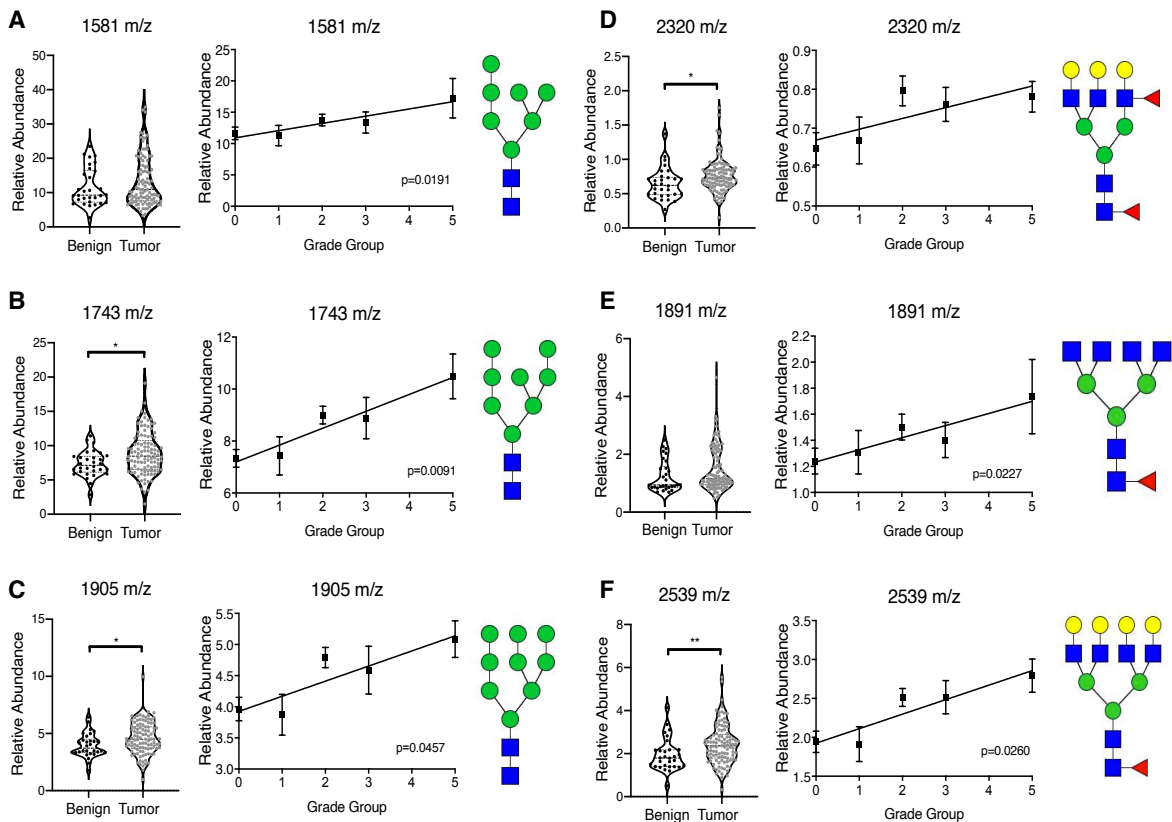 A
1581 m/z
Relative Abundance
50
40
30
20
10
0
Benign Tumor
1581 m/z
Relative Abundance
25
20
15
10
5
0
p=0.0191
0 1 2 3 5
Grade Group
B
1743 m/z
Relative Abundance
25
20
15
10
5
0
*
Benign Tumor
1743 m/z
Relative Abundance
12
10
8
6
p=0.0091
0 1 2 3 5
Grade Group
C
1905 m/z
Relative Abundance
15
10
5
0
*
Benign Tumor
1905 m/z
Relative Abundance
5.5
5.0
4.5
4.0
3.5
3.0
p=0.0457
0 1 2 3 5
Grade Group
D
2320 m/z
Relative Abundance
2.5
2.0
1.5
1.0
0.5
0.0
*
Benign Tumor
2320 m/z
Relative Abundance
0.9
0.8
0.7
0.6
0.5
0 1 2 3 4 5
Grade Group
E
1891 m/z
Relative Abundance
6
4
2
0
Benign Tumor
1891 m/z
Relative Abundance
2.2
2.0
1.8
1.6
1.4
1.2
1.0
p=0.0227
0 1 2 3 4 5
Grade Group
F
2539 m/z
Relative Abundance
8
6
4
2
0
**
Benign Tumor
2539 m/z
Relative Abundance
3.5
3.0
2.5
2.0
1.5
p=0.0260
0 1 2 3 4 5
Grade Group